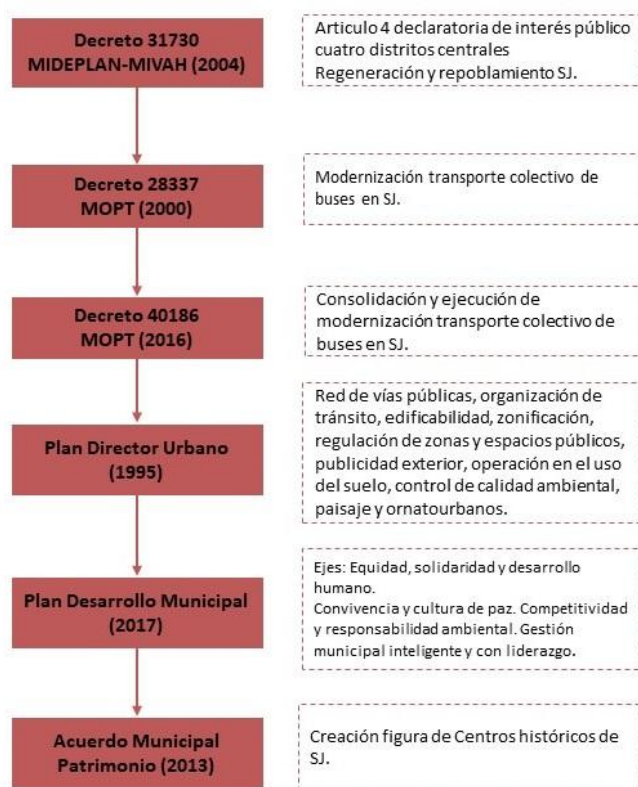 Decreto 31730
MIDEPLAN-MIVAH (2004)
Articulo 4 declaratoria de interés público
cuatro distritos centrales
Regeneración y repoblamiento SJ.
Decreto 28337
MOPT (2000)
Modernización transporte colectivo de
buses en SJ.
Decreto 40186
MOPT (2016)
Consolidación y ejecución de
modernización transporte colectivo de
buses en SJ.
Plan Director Urbano
(1995)
Red de vías públicas, organización de
tránsito, edificabilidad, zonificación,
regulación de zonas y espacios públicos,
publicidad exterior, operación en el uso
del suelo, control de calidad ambiental,
paisaje y ornatourbanos.
Plan Desarrollo Municipal
(2017)
Ejes: Equidad, solidaridad y desarrollo
humano.
Convivencia y cultura de paz. Competitividad
y responsabilidad ambiental. Gestión
municipal inteligente y con liderazgo.
Acuerdo Municipal
Patrimonio (2013)
Creación figura de Centros históricos de
SJ.